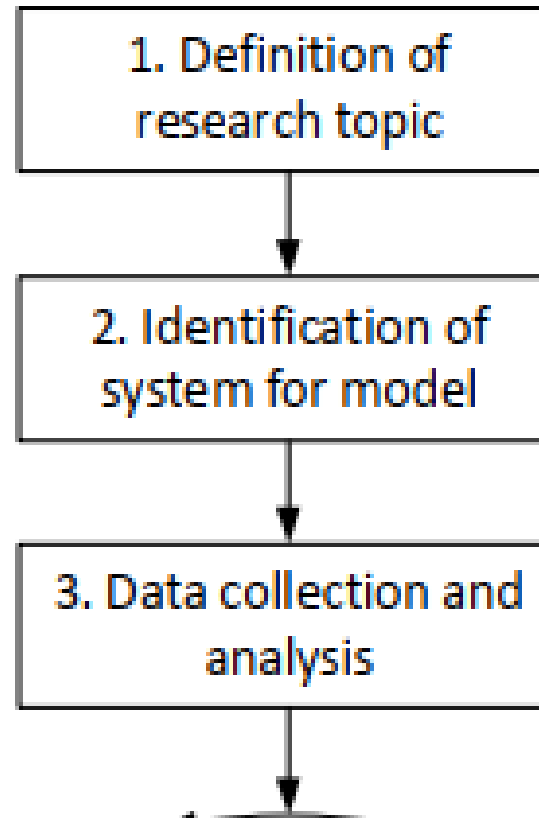 1. Definition of
research topic
2. Identification of
system for model
3. Data collection and
analysis